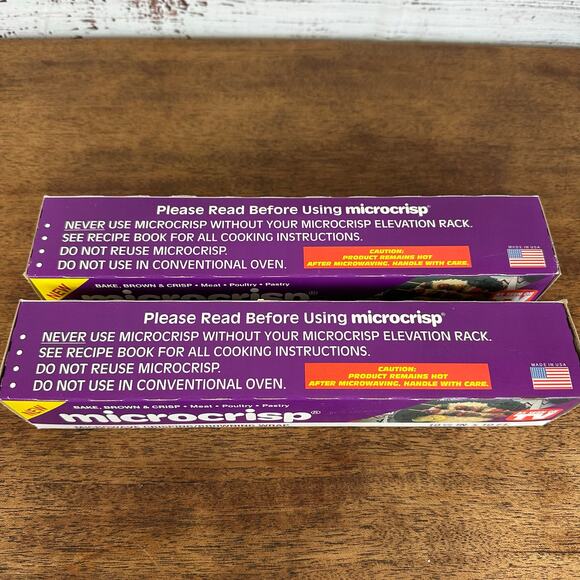 Please Read Before Using microcrisp™
• NEVER USE MICROCRISP WITHOUT YOUR MICROCRISP ELEVATION RACK.
• SEE RECIPE BOOK FOR ALL COOKING INSTRUCTIONS.
• DO NOT REUSE MICROCRISP.
• DO NOT USE IN CONVENTIONAL OVEN.
CAUTION:
PRODUCT REMAINS HOT
AFTER MICROWAVING. HANDLE WITH CARE.
MADE IN USA
NEW
BAKE, BROWN & CRISP • Meat • Poultry • Pastry
microcrisp®
Please Read Before Using microcrisp®
• NEVER USE MICROCRISP WITHOUT YOUR MICROCRISP ELEVATION RACK.
• SEE RECIPE BOOK FOR ALL COOKING INSTRUCTIONS.
• DO NOT REUSE MICROCRISP.
• DO NOT USE IN CONVENTIONAL OVEN.
CAUTION:
PRODUCT REMAINS HOT
AFTER MICROWAVING. HANDLE WITH CARE.
MADE IN USA
NEW
BAKE, BROWN & CRISP • Meat • Poultry • Pastry
microcrisp®
TV